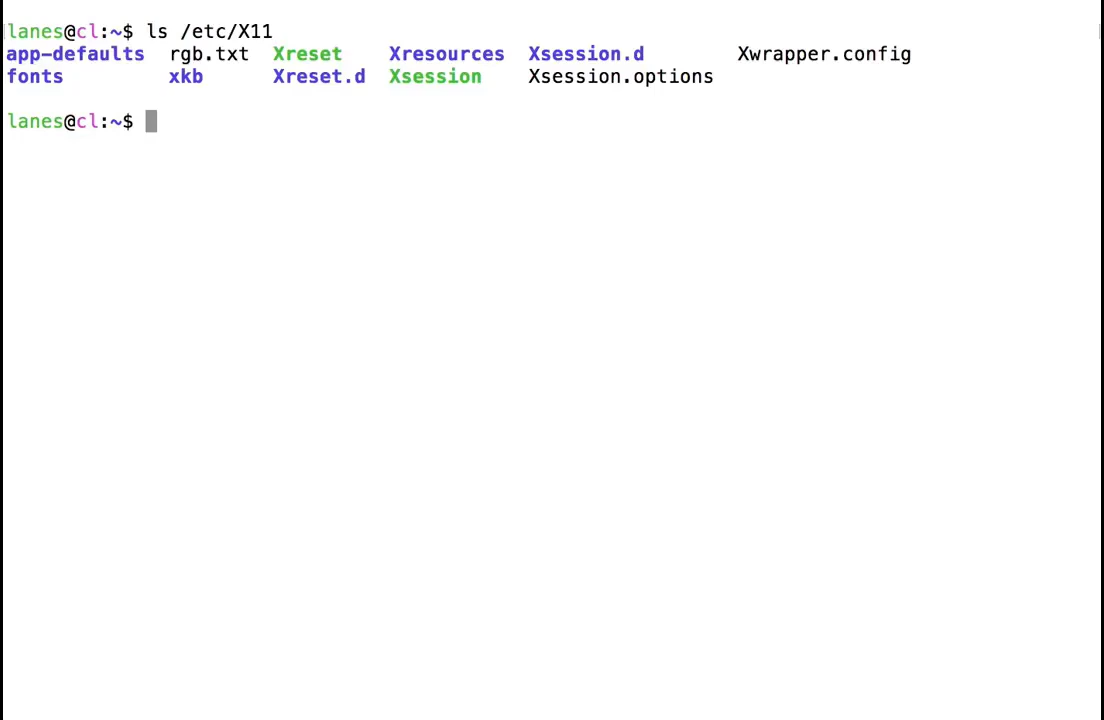 lanes@cl:~$ ls /etc/X11
app-defaults  rgb.txt  Xreset    Xresources  Xsession.d        Xwrapper.config
fonts         xkb      Xreset.d  Xsession    Xsession.options
lanes@cl:~$